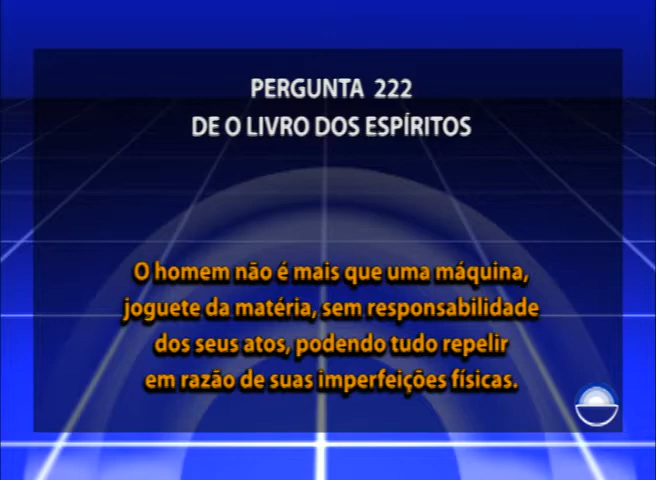 PERGUNTA 222
DE O LIVRO DOS ESPÍRITOS
O homem não é mais que uma máquina,
joguete da matéria, sem responsabilidade
dos seus atos, podendo tudo repelir
em razão de suas imperfeições físicas.